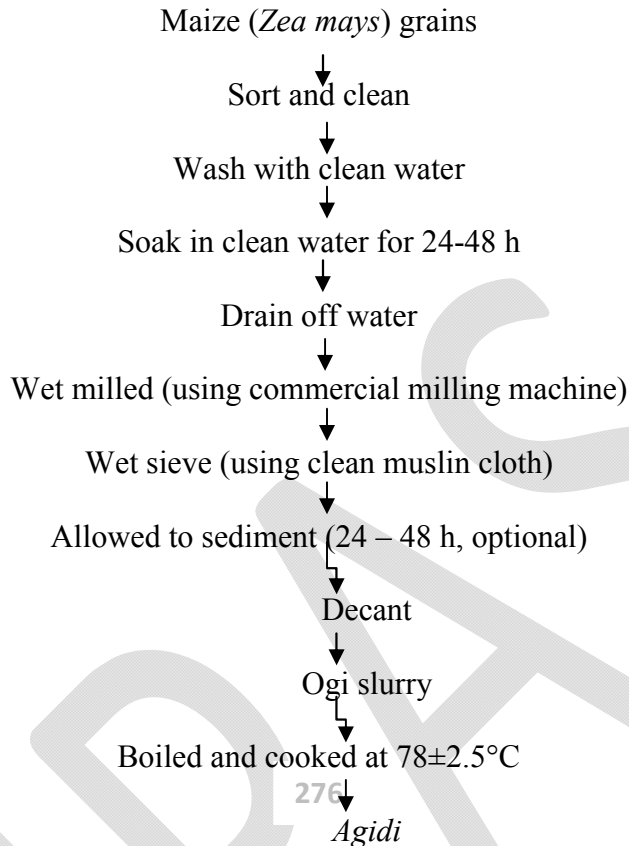 Maize (Zea mays) grains
Sort and clean
Wash with clean water
Soak in clean water for 24-48 h
Drain off water
Wet milled (using commercial milling machine)
Wet sieve (using clean muslin cloth)
Allowed to sediment (24 – 48 h, optional)
Decant
Ogi slurry
Boiled and cooked at 78±2.5°C
276
Agidi